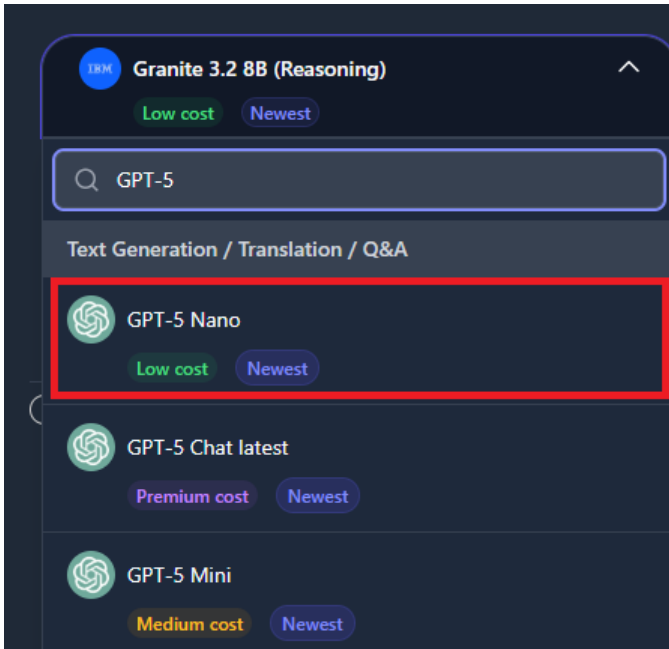 IBM
Granite 3.2 8B (Reasoning)
Low cost Newest
GPT-5
Text Generation / Translation / Q&A
GPT-5 Nano
Low cost Newest
GPT-5 Chat latest
Premium cost Newest
GPT-5 Mini
Medium cost Newest